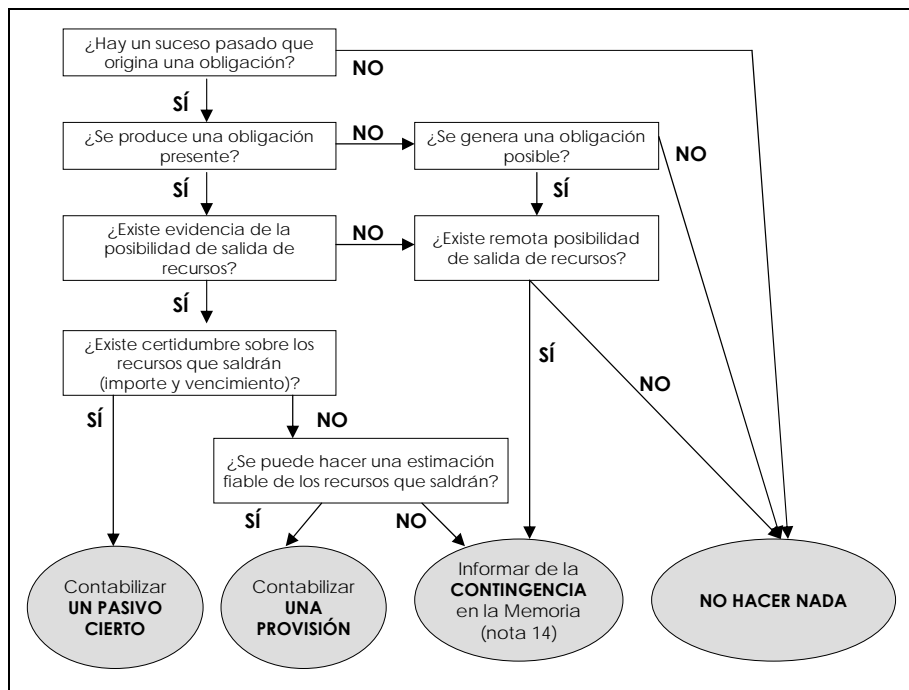 ¿Hay un suceso pasado que
origina una obligación?
NO
SÍ
¿Se produce una obligación
presente?
NO
¿Se genera una obligación
posible?
NO
SÍ
SÍ
¿Existe evidencia de la
posibilidad de salida de
recursos?
NO
¿Existe remota posibilidad
de salida de recursos?
SÍ
¿Existe certidumbre sobre los
recursos que saldrán
(importe y vencimiento)?
SÍ
NO
SÍ
NO
¿Se puede hacer una estimación
fiable de los recursos que saldrán?
SÍ
NO
Contabilizar
UN PASIVO
CIERTO
Contabilizar
UNA
PROVISIÓN
Informar de la
CONTINGENCIA
en la Memoria
(nota 14)
NO HACER NADA